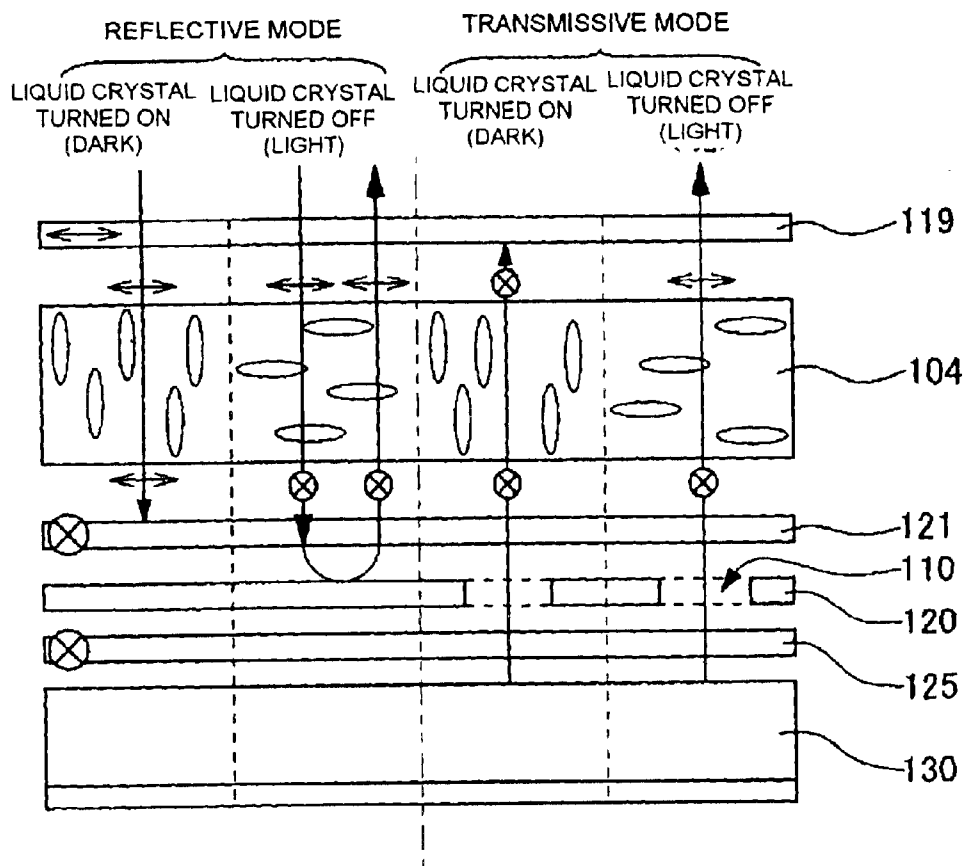 REFLECTIVE MODE
TRANSMISSIVE MODE
LIQUID CRYSTAL
TURNED ON
(DARK)
LIQUID CRYSTAL
TURNED OFF
(LIGHT)
LIQUID CRYSTAL
TURNED ON
(DARK)
LIQUID CRYSTAL
TURNED OFF
(LIGHT)
119
104
121
110
120
125
130